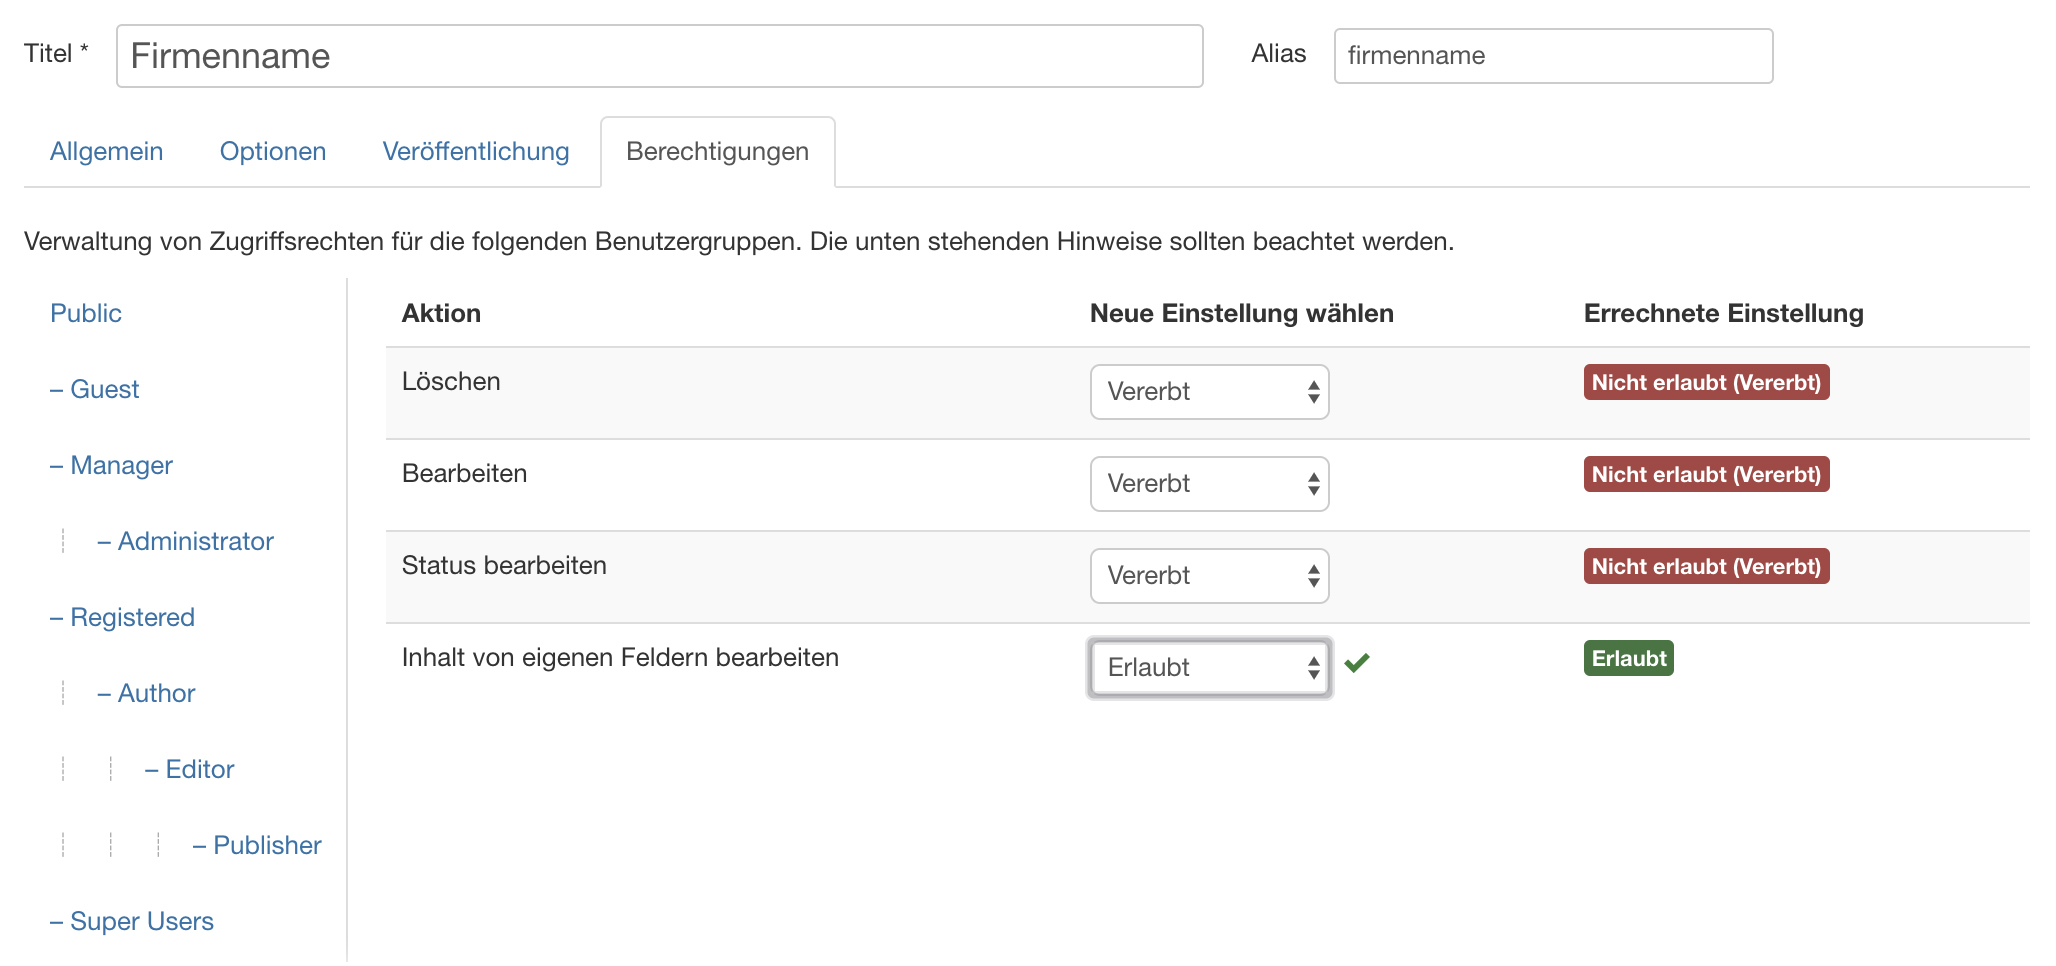 Titel * Firmenname Alias firmenname
Allgemein Optionen Veröffentlichung Berechtigungen
Verwaltung von Zugriffsrechten für die folgenden Benutzergruppen. Die unten stehenden Hinweise sollten beachtet werden.
Public
– Guest
– Manager
– Administrator
– Registered
– Author
– Editor
– Publisher
– Super Users
Aktion Neue Einstellung wählen Errechnete Einstellung
Löschen Vererbt Nicht erlaubt (Vererbt)
Bearbeiten Vererbt Nicht erlaubt (Vererbt)
Status bearbeiten Vererbt Nicht erlaubt (Vererbt)
Inhalt von eigenen Feldern bearbeiten Erlaubt Erlaubt